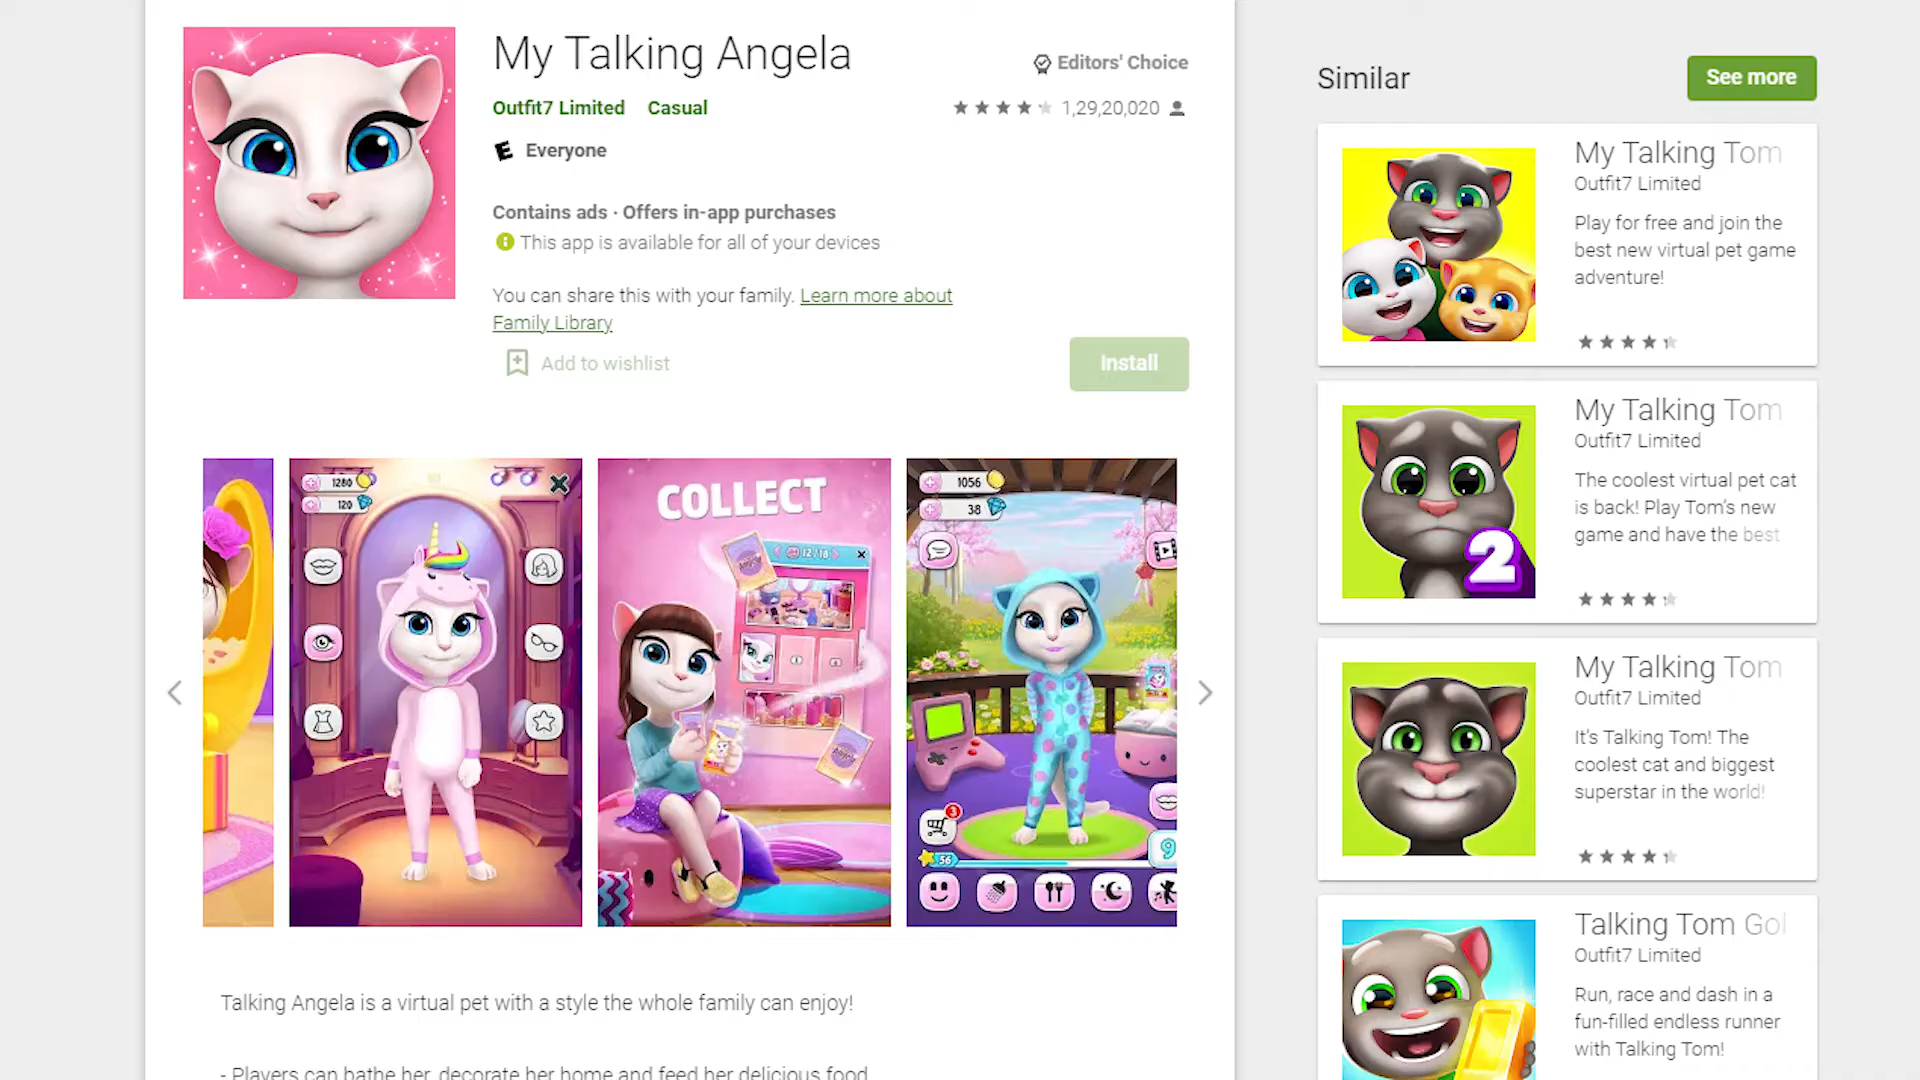 My Talking Angela
Editors' Choice
Outfit7 Limited Casual
1,29,20,020
E Everyone
Contains ads · Offers in-app purchases
This app is available for all of your devices
You can share this with your family. Learn more about
Family Library
Add to wishlist
Install
1280
120
COLLECT
12/18
1056
38
3
56
9
Talking Angela is a virtual pet with a style the whole family can enjoy!
- Players can bathe her, decorate her home and feed her delicious food
Similar
See more
My Talking Tom
Outfit7 Limited
Play for free and join the
best new virtual pet game
adventure!
My Talking Tom
Outfit7 Limited
The coolest virtual pet cat
is back! Play Tom's new
game and have the best
2
My Talking Tom
Outfit7 Limited
It's Talking Tom! The
coolest cat and biggest
superstar in the world!
Talking Tom Gol
Outfit7 Limited
Run, race and dash in a
fun-filled endless runner
with Talking Tom!